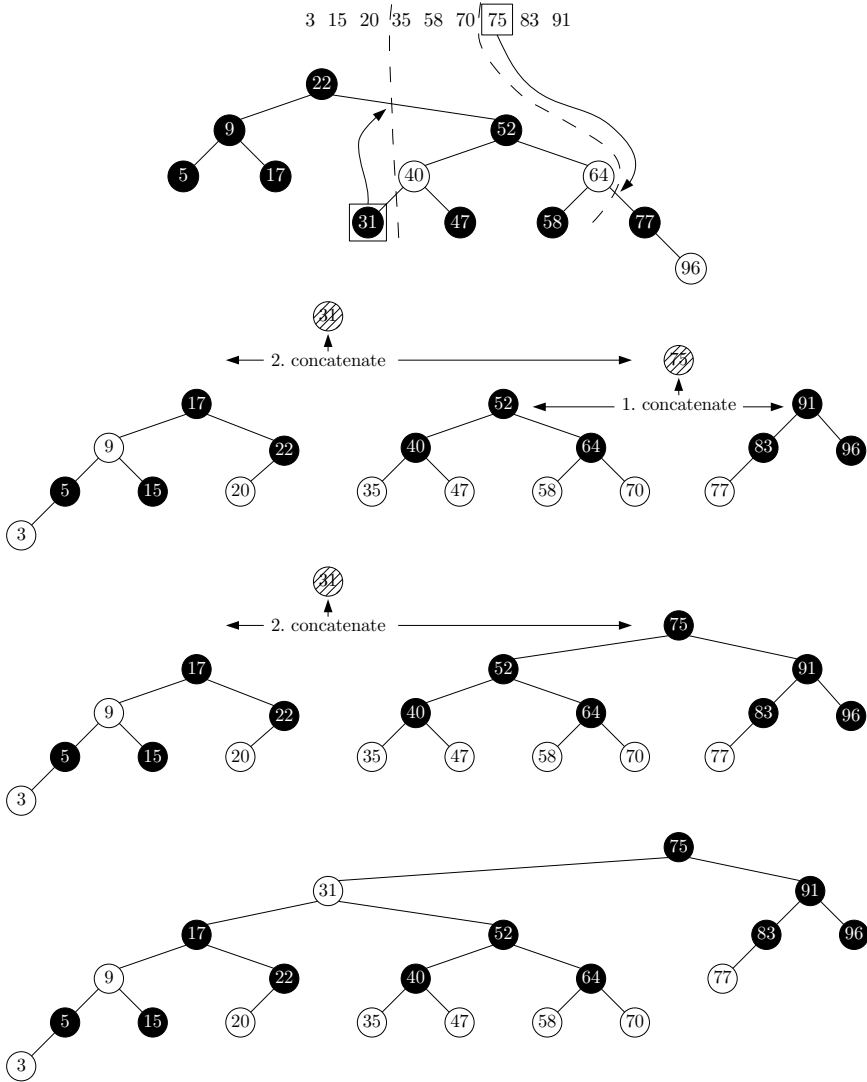 3 15 20 35 58 70 75 83 91
22
9 52
5 17 40 64
31 47 58 77
96
31
2. concatenate 75
17 52 1. concatenate 91
9 22 40 64 83 96
5 15 20 35 47 58 70 77
3
31
2. concatenate 75
17 52 91
9 22 40 64 83 96
5 15 20 35 47 58 70 77
3
75
31 91
17 52 83 96
9 22 40 64 77
5 15 20 35 47 58 70
3